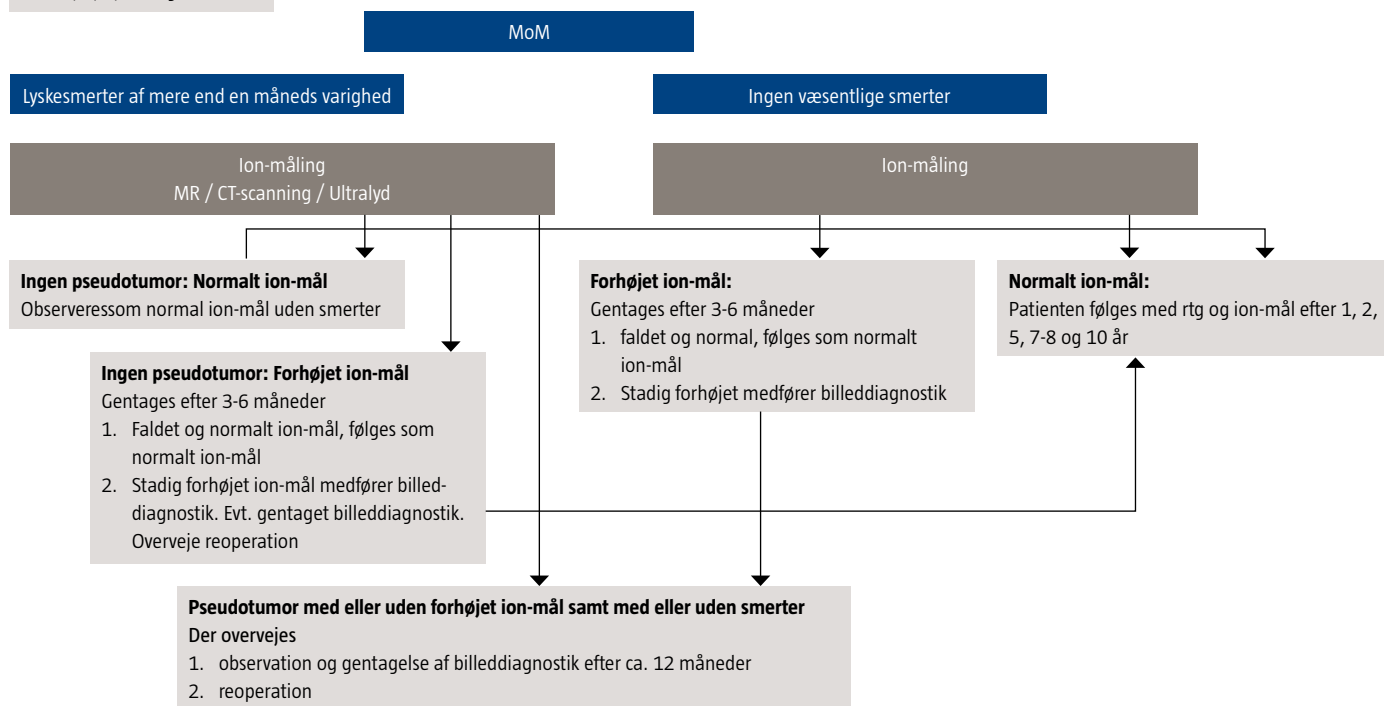 MoM
Lyskesmerter af mere end en måneds varighed
Ingen væsentlige smerter
Ion-måling
MR / CT-scanning / Ultralyd
Ion-måling
Ingen pseudotumor: Normalt ion-mål
Observeressom normal ion-mål uden smerter
Forhøjet ion-mål:
Gentages efter 3-6 måneder
1. faldet og normal, følges som normalt
ion-mål
2. Stadig forhøjet medfører billeddiagnostik
Normalt ion-mål:
Patienten følges med rtg og ion-mål efter 1, 2,
5, 7-8 og 10 år
Ingen pseudotumor: Forhøjet ion-mål
Gentages efter 3-6 måneder
1. Faldet og normalt ion-mål, følges som
normalt ion-mål
2. Stadig forhøjet ion-mål medfører billed-
diagnostik. Evt. gentaget billeddiagnostik.
Overveje reoperation
Pseudotumor med eller uden forhøjet ion-mål samt med eller uden smerter
Der overvejes
1. observation og gentagelse af billeddiagnostik efter ca. 12 måneder
2. reoperation